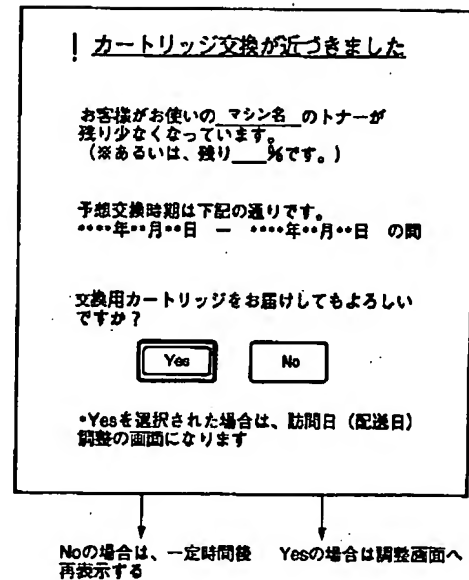 ! カートリッジ交換が近づきました
お客様がお使いの マシン名 のトナーが
残り少なくなっています。
(※あるいは、残り___%です。)
予想交換時期は下記の通りです。
••••年••月••日 ー ••••年••月••日 の間
交換用カートリッジをお届けしてもよろしい
ですか?
Yes No
•Yesを選択された場合は、訪問日(配送日)
調整の画面になります
Noの場合は、一定時間後 Yesの場合は調整画面へ
再表示する